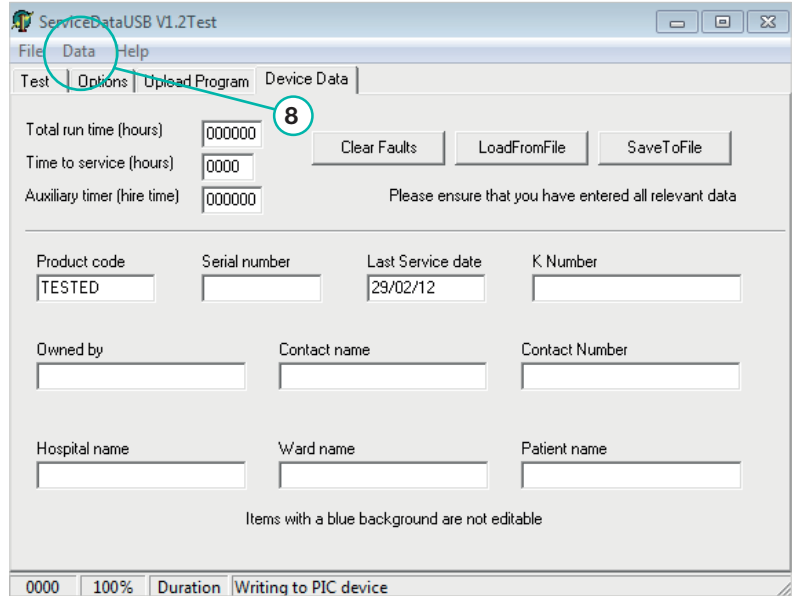 ServiceDataUSB V1.2Test
File Data Help
Test Options Upload Program Device Data
8
Total run time (hours) 000000 Clear Faults LoadFromFile SaveToFile
Time to service (hours) 0000
Auxiliary timer (hire time) 000000 Please ensure that you have entered all relevant data
Product code Serial number Last Service date K Number
TESTED 29/02/12
Owned by Contact name Contact Number
Hospital name Ward name Patient name
Items with a blue background are not editable
0000 100% Duration Writing to PIC device